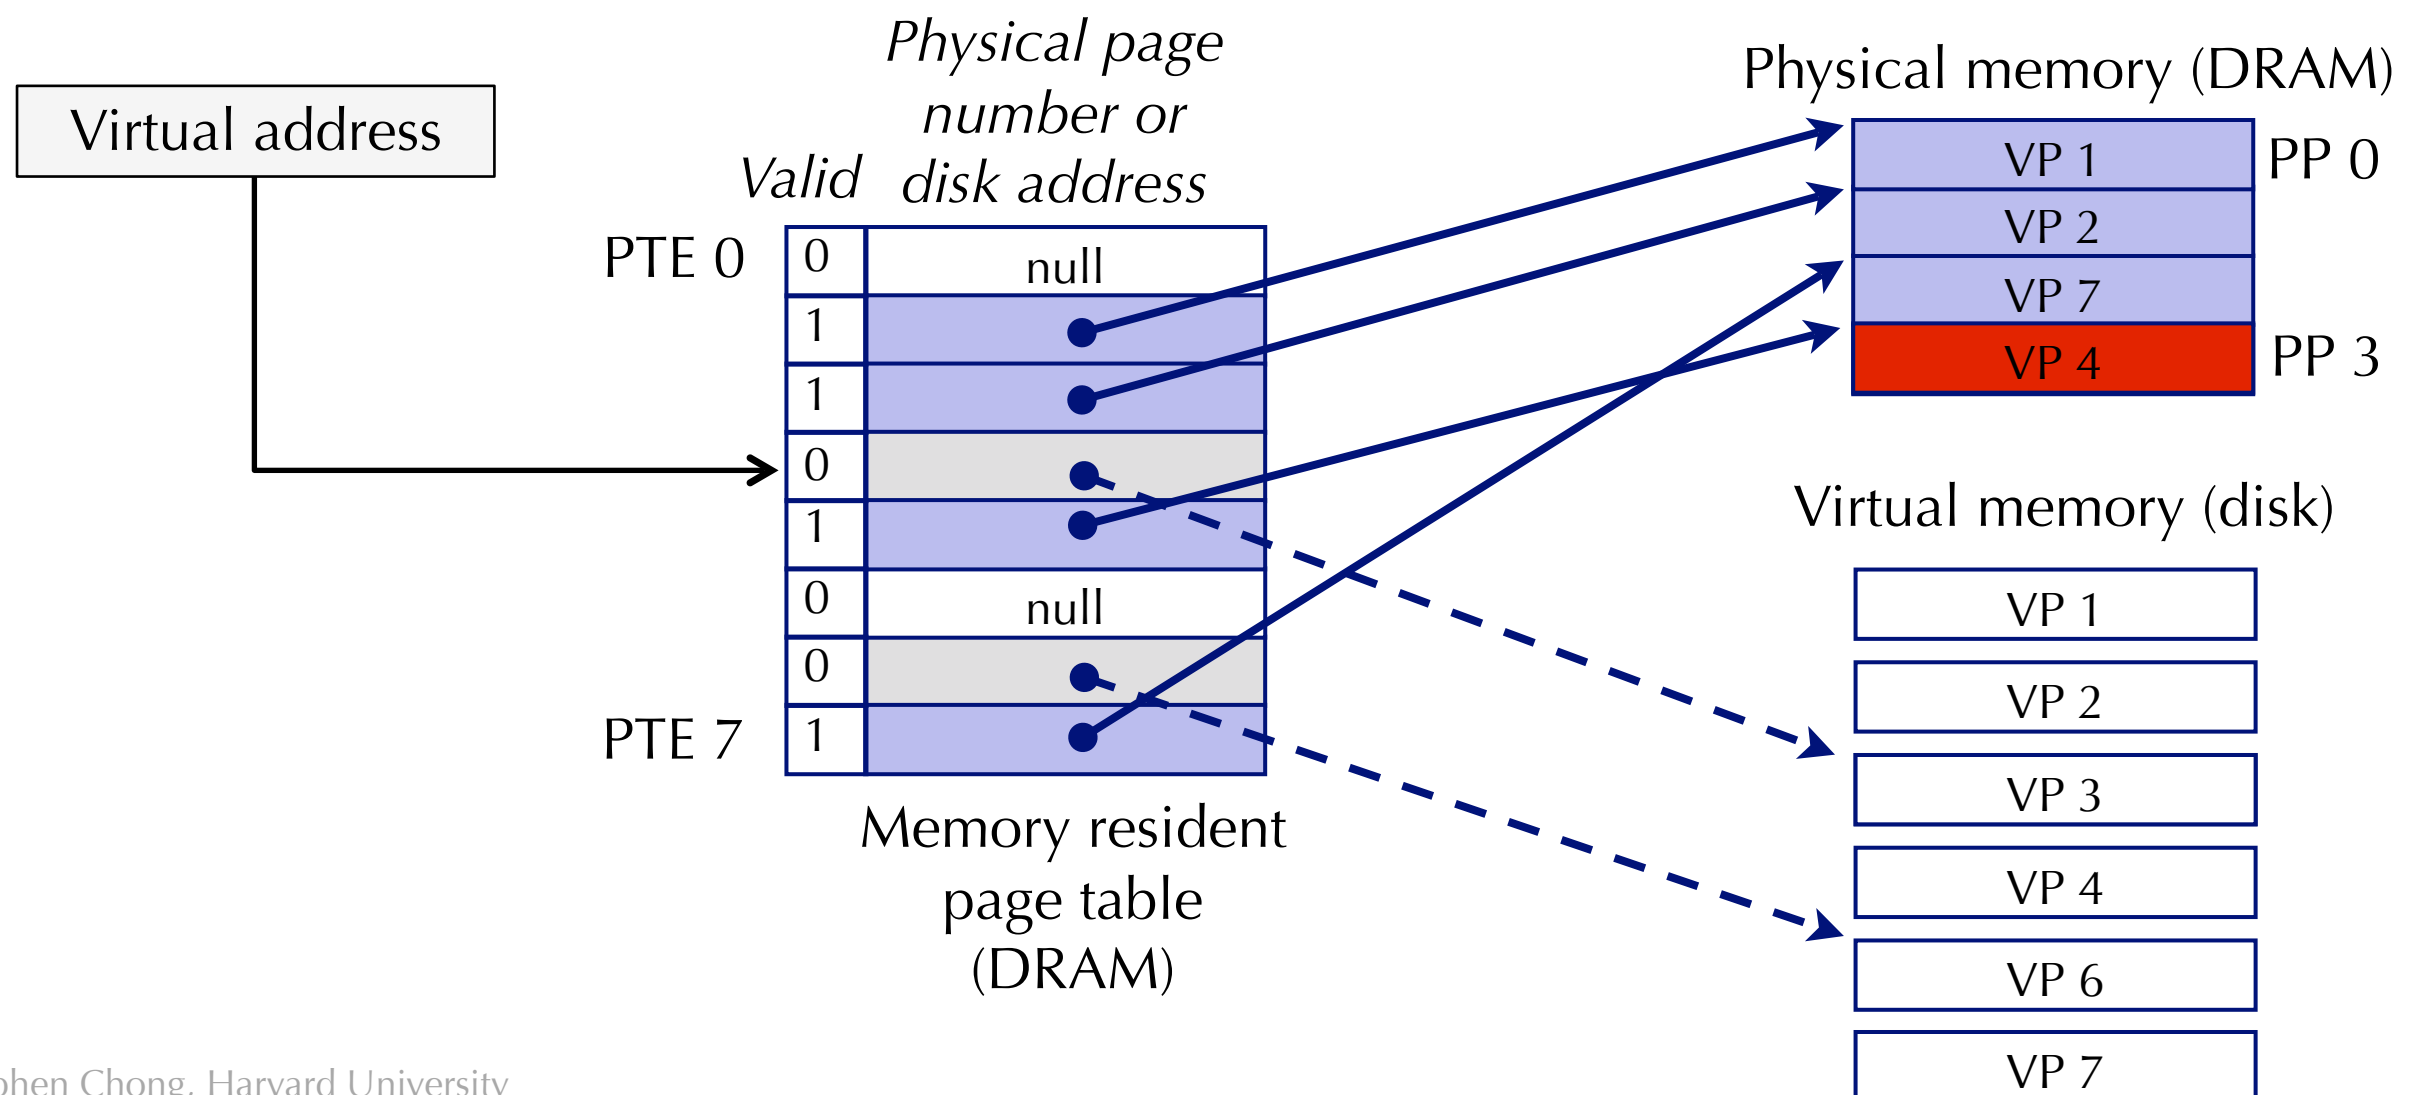 Physical page
number or
disk address
Valid
Virtual address
PTE 0
0
null
1
1
0
1
0
null
0
PTE 7
1
Memory resident
page table
(DRAM)
Physical memory (DRAM)
VP 1
PP 0
VP 2
VP 7
VP 4
PP 3
Virtual memory (disk)
VP 1
VP 2
VP 3
VP 4
VP 6
VP 7
Chong, Harvard University